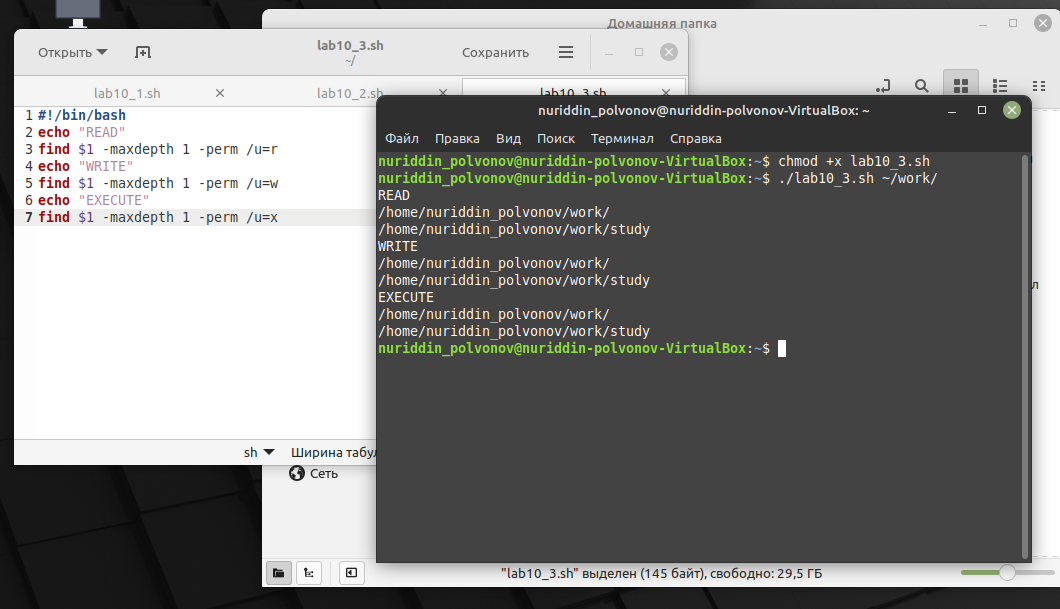 Домашняя папка
Открыть
lab10_3.sh
~/
Сохранить
lab10_1.sh
lab10_2.sh
lab10_3.sh
1 #!/bin/bash
2 echo "READ"
3 find $1 -maxdepth 1 -perm /u=r
4 echo "WRITE"
5 find $1 -maxdepth 1 -perm /u=w
6 echo "EXECUTE"
7 find $1 -maxdepth 1 -perm /u=x
sh
Ширина табул
nuriddin_polvonov@nuriddin-polvonov-VirtualBox: ~
Файл Правка Вид Поиск Терминал Справка
nuriddin_polvonov@nuriddin-polvonov-VirtualBox:~$ chmod +x lab10_3.sh
nuriddin_polvonov@nuriddin-polvonov-VirtualBox:~$ ./lab10_3.sh ~/work/
READ
/home/nuriddin_polvonov/work/
/home/nuriddin_polvonov/work/study
WRITE
/home/nuriddin_polvonov/work/
/home/nuriddin_polvonov/work/study
EXECUTE
/home/nuriddin_polvonov/work/
/home/nuriddin_polvonov/work/study
nuriddin_polvonov@nuriddin-polvonov-VirtualBox:~$
л
Сеть
"lab10_3.sh" выделен (145 байт), свободно: 29,5 ГБ